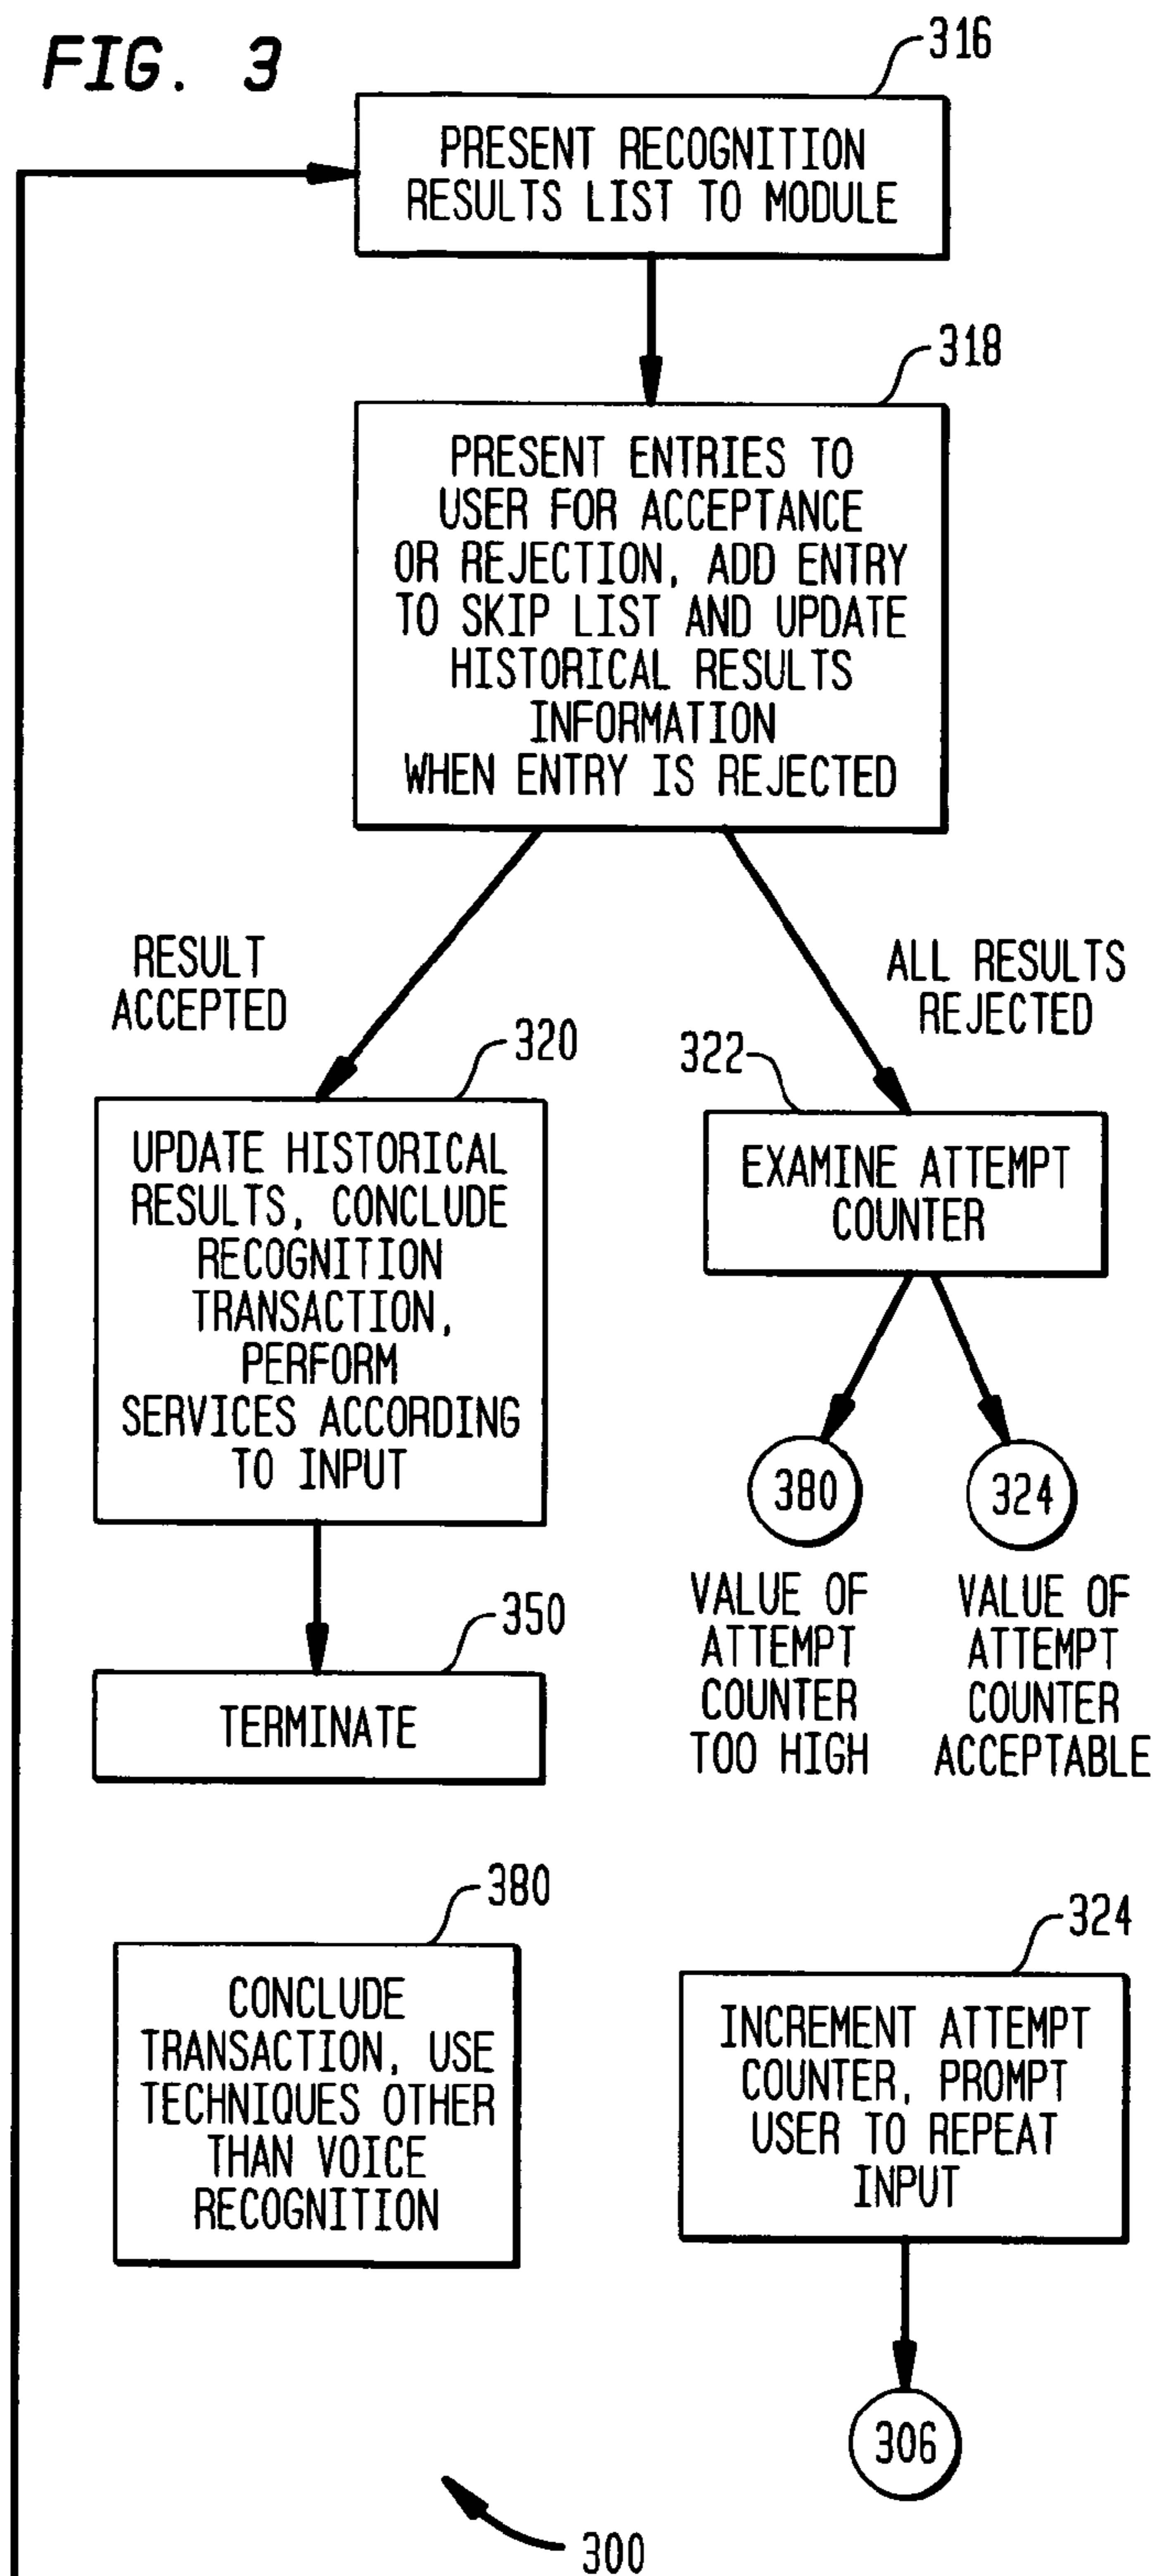 FIG. 3
316
PRESENT RECOGNITION
RESULTS LIST TO MODULE
318
PRESENT ENTRIES TO
USER FOR ACCEPTANCE
OR REJECTION, ADD ENTRY
TO SKIP LIST AND UPDATE
HISTORICAL RESULTS
INFORMATION
WHEN ENTRY IS REJECTED
RESULT
ACCEPTED
ALL RESULTS
REJECTED
320
UPDATE HISTORICAL
RESULTS, CONCLUDE
RECOGNITION
TRANSACTION,
PERFORM
SERVICES ACCORDING
TO INPUT
322
EXAMINE ATTEMPT
COUNTER
380
VALUE OF
ATTEMPT
COUNTER
TOO HIGH
324
VALUE OF
ATTEMPT
COUNTER
ACCEPTABLE
350
TERMINATE
380
CONCLUDE
TRANSACTION, USE
TECHNIQUES OTHER
THAN VOICE
RECOGNITION
324
INCREMENT ATTEMPT
COUNTER, PROMPT
USER TO REPEAT
INPUT
306
300